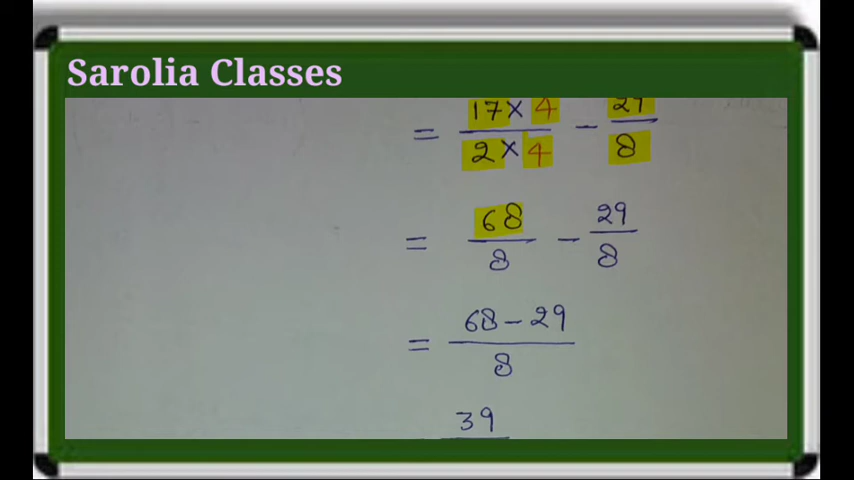 Sarolia Classes
= 17×4/2×4 - 29/8
= 68/8 - 29/8
= 68-29/8
39